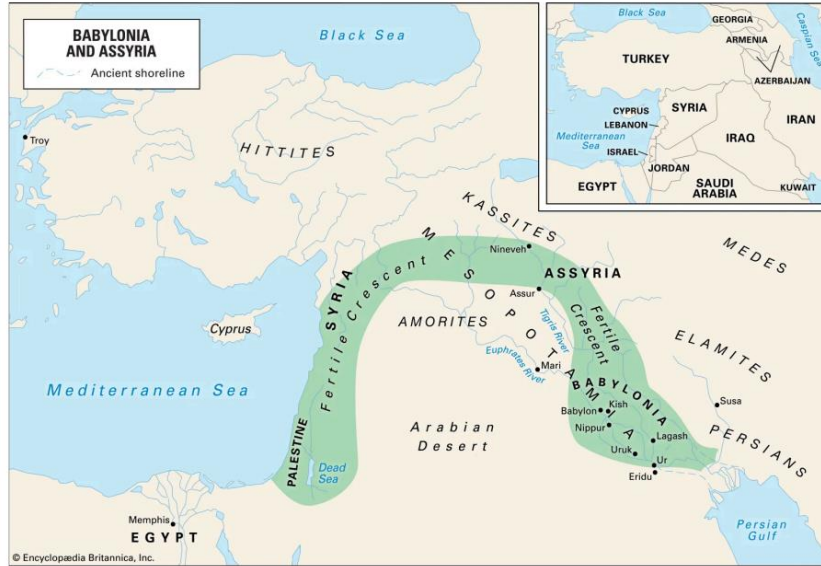 BABYLONIA
AND ASSYRIA
Ancient shoreline
Black Sea
Troy
HITTITES
KASSITES
Nineveh
MEDES
MESOPOTAMIA
ASSYRIA
Assur
SYRIA
Fertile Crescent
Fertile
Crescent
AMORITES
Tigris River
Cyprus
Euphrates River
Mari
ELAMITES
Mediterranean Sea
BABYLONIA
Babylon
Kish
Susa
Nippur
Arabian
Desert
Lagash
PERSIANS
Uruk
Ur
Eridu
PALESTINE
Dead
Sea
Memphis
EGYPT
Persian
Gulf
© Encyclopædia Britannica, Inc.
Black Sea
GEORGIA
Caspian Sea
ARMENIA
TURKEY
AZERBAIJAN
CYPRUS
SYRIA
LEBANON
IRAN
Mediterranean
Sea
IRAQ
ISRAEL
JORDAN
EGYPT
SAUDI
ARABIA
KUWAIT